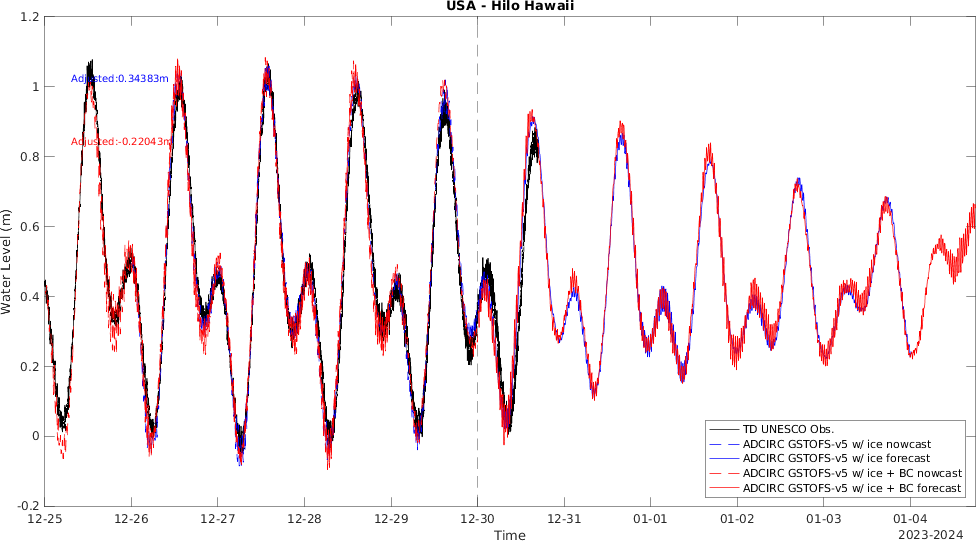 USA - Hilo Hawaii
1.2
1
0.8
0.6
0.4
0.2
0
-0.2
Water Level (m)
Adjusted:0.34383m
Adjusted:-0.22043m
TD UNESCO Obs.
ADCIRC GSTOFS-v5 w/ ice nowcast
ADCIRC GSTOFS-v5 w/ ice forecast
ADCIRC GSTOFS-v5 w/ ice + BC nowcast
ADCIRC GSTOFS-v5 w/ ice + BC forecast
12-25 12-26 12-27 12-28 12-29 12-30 12-31 01-01 01-02 01-03 01-04
Time
2023-2024